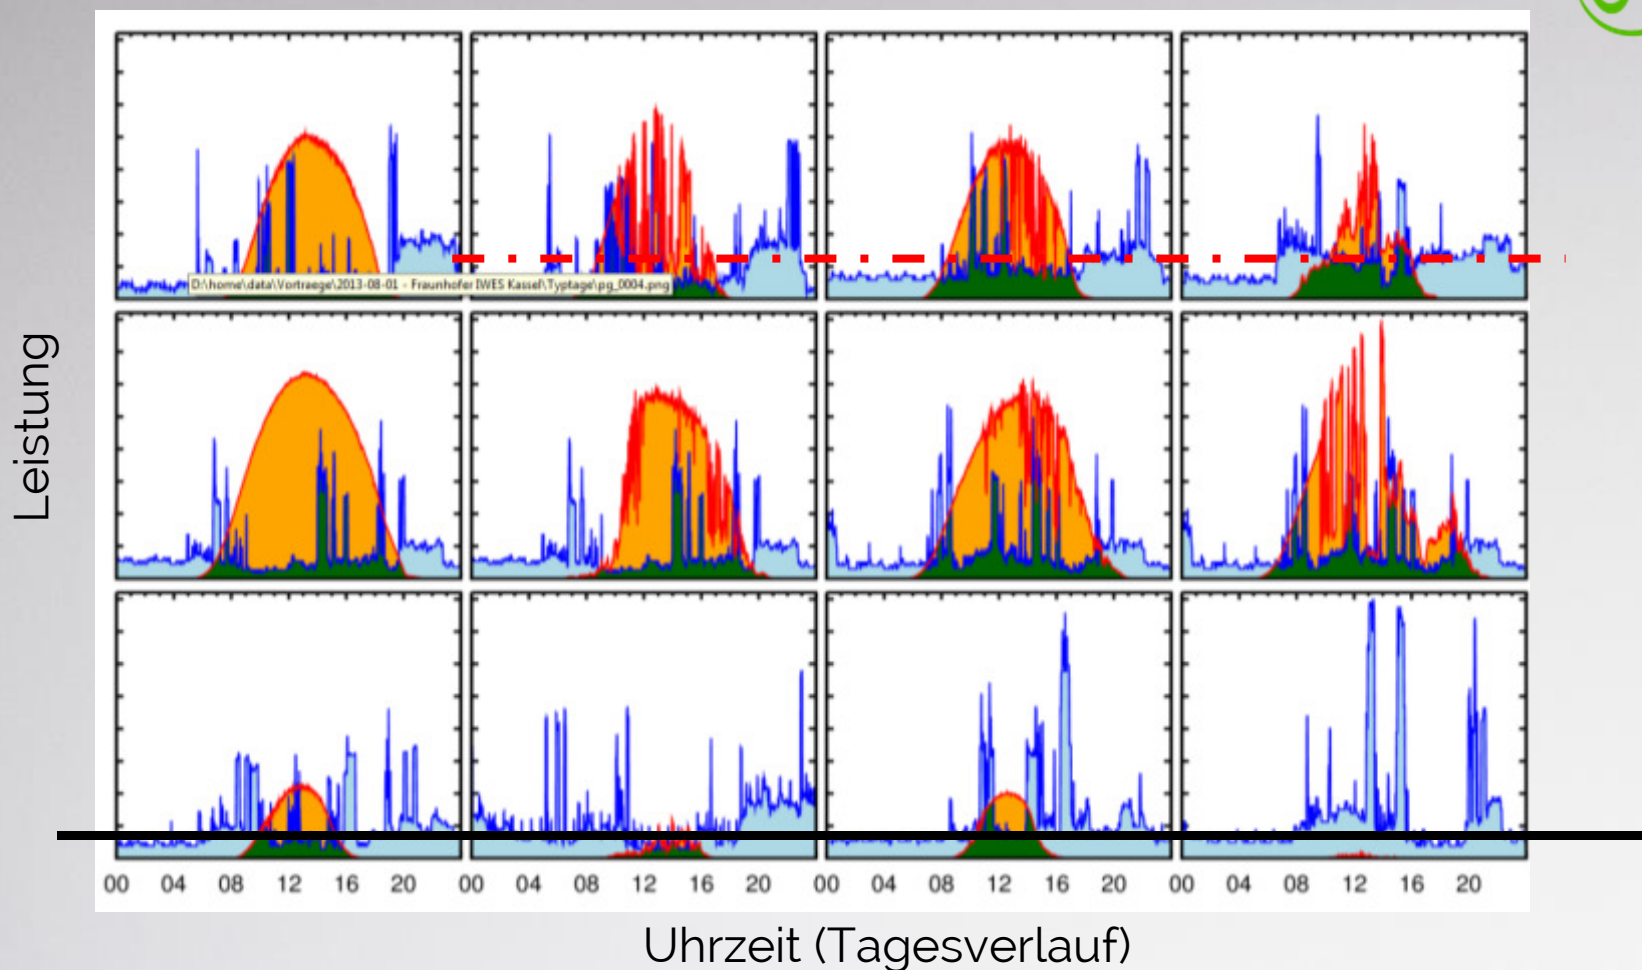 D:\home\data\Vortraege\2013-08-01 - Fraunhofer IWES Kassel\Typtage\pg_0004.png
Leistung
00 04 08 12 16 20 00 04 08 12 16 20 00 04 08 12 16 20 00 04 08 12 16 20
Uhrzeit (Tagesverlauf)